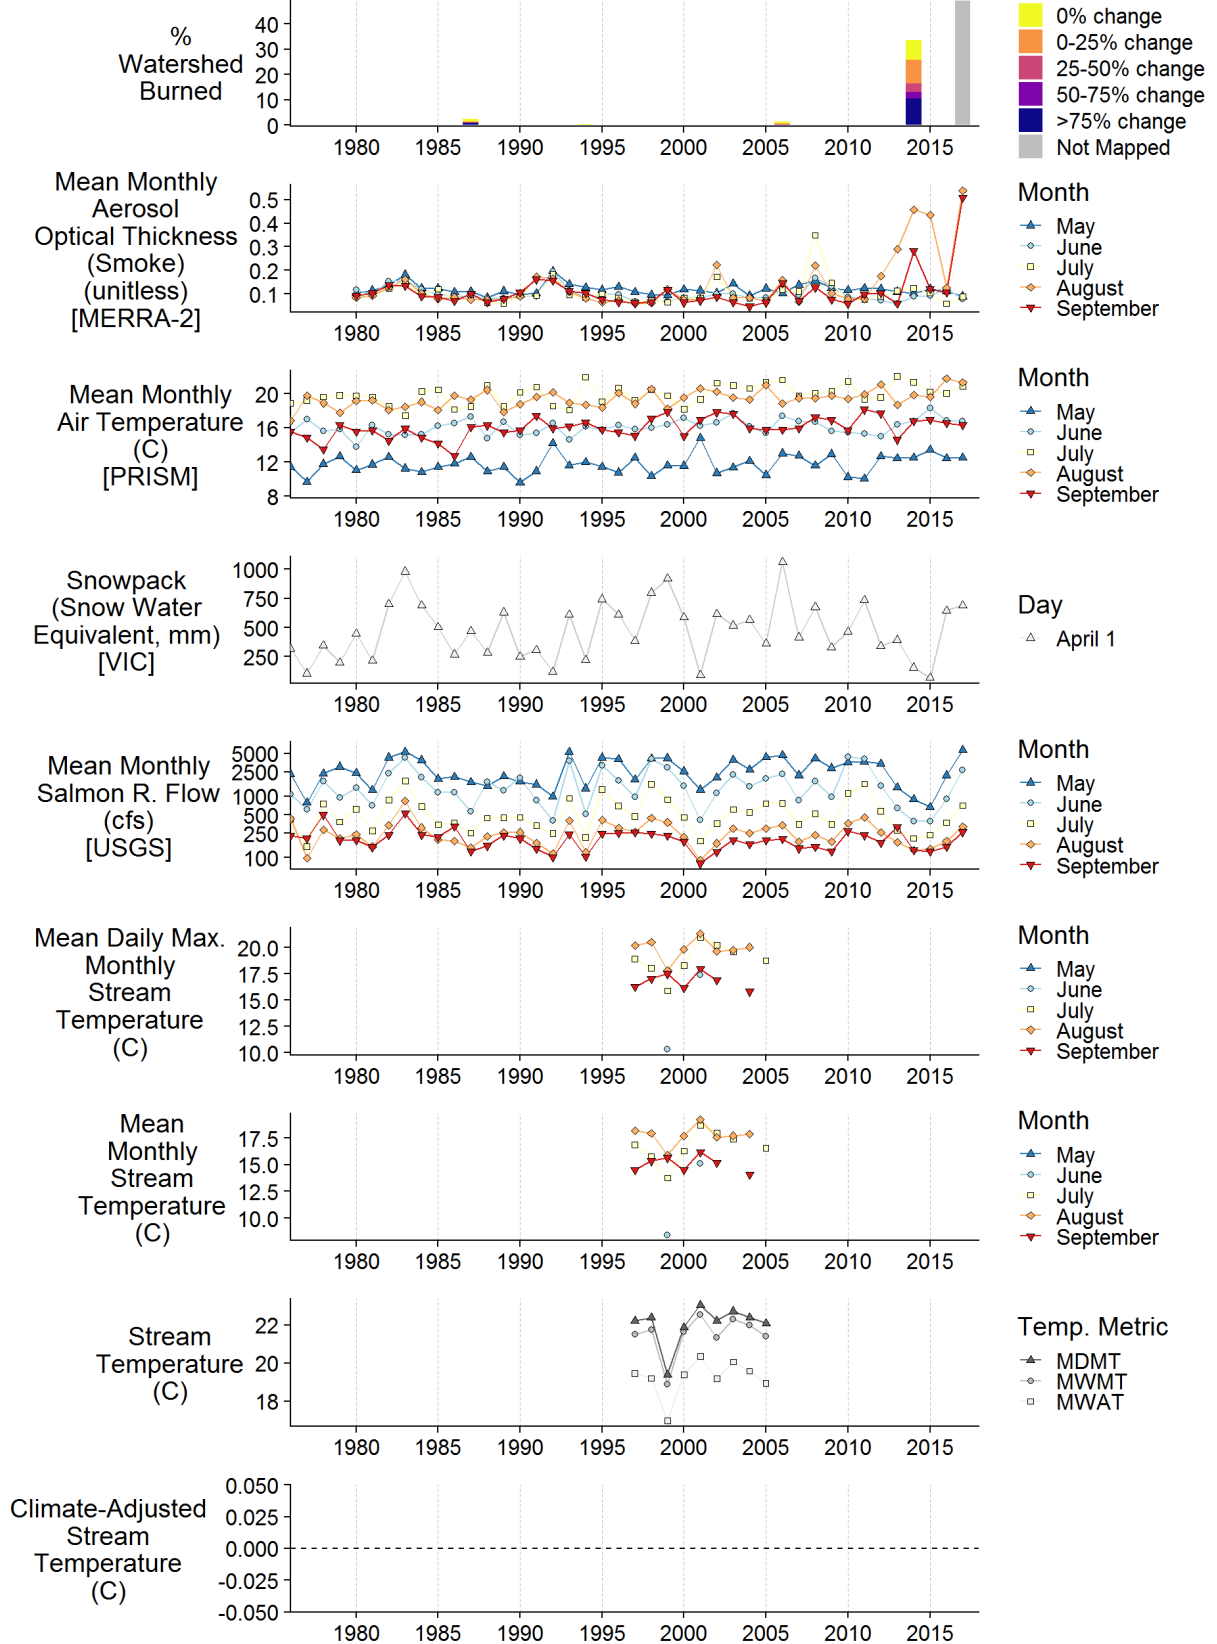 %
Watershed
Burned
40
30
20
10
0
1980 1985 1990 1995 2000 2005 2010 2015
0% change
0-25% change
25-50% change
50-75% change
>75% change
Not Mapped
Mean Monthly
Aerosol
Optical Thickness
(Smoke)
(unitless)
[MERRA-2]
0.5
0.4
0.3
0.2
0.1
1980 1985 1990 1995 2000 2005 2010 2015
Month
May
June
July
August
September
Mean Monthly
Air Temperature
(C)
[PRISM]
20
16
12
8
1980 1985 1990 1995 2000 2005 2010 2015
Month
May
June
July
August
September
Snowpack
(Snow Water
Equivalent, mm)
[VIC]
1000
750
500
250
1980 1985 1990 1995 2000 2005 2010 2015
Day
April 1
Mean Monthly
Salmon R. Flow
(cfs)
[USGS]
5000
2500
1000
500
250
100
1980 1985 1990 1995 2000 2005 2010 2015
Month
May
June
July
August
September
Mean Daily Max.
Monthly
Stream
Temperature
(C)
20.0
17.5
15.0
12.5
10.0
1980 1985 1990 1995 2000 2005 2010 2015
Month
May
June
July
August
September
Mean
Monthly
Stream
Temperature
(C)
17.5
15.0
12.5
10.0
1980 1985 1990 1995 2000 2005 2010 2015
Month
May
June
July
August
September
Stream
Temperature
(C)
22
20
18
1980 1985 1990 1995 2000 2005 2010 2015
Temp. Metric
MDMT
MWMT
MWAT
Climate-Adjusted
Stream
Temperature
(C)
0.050
0.025
0.000
-0.025
-0.050
1980 1985 1990 1995 2000 2005 2010 2015